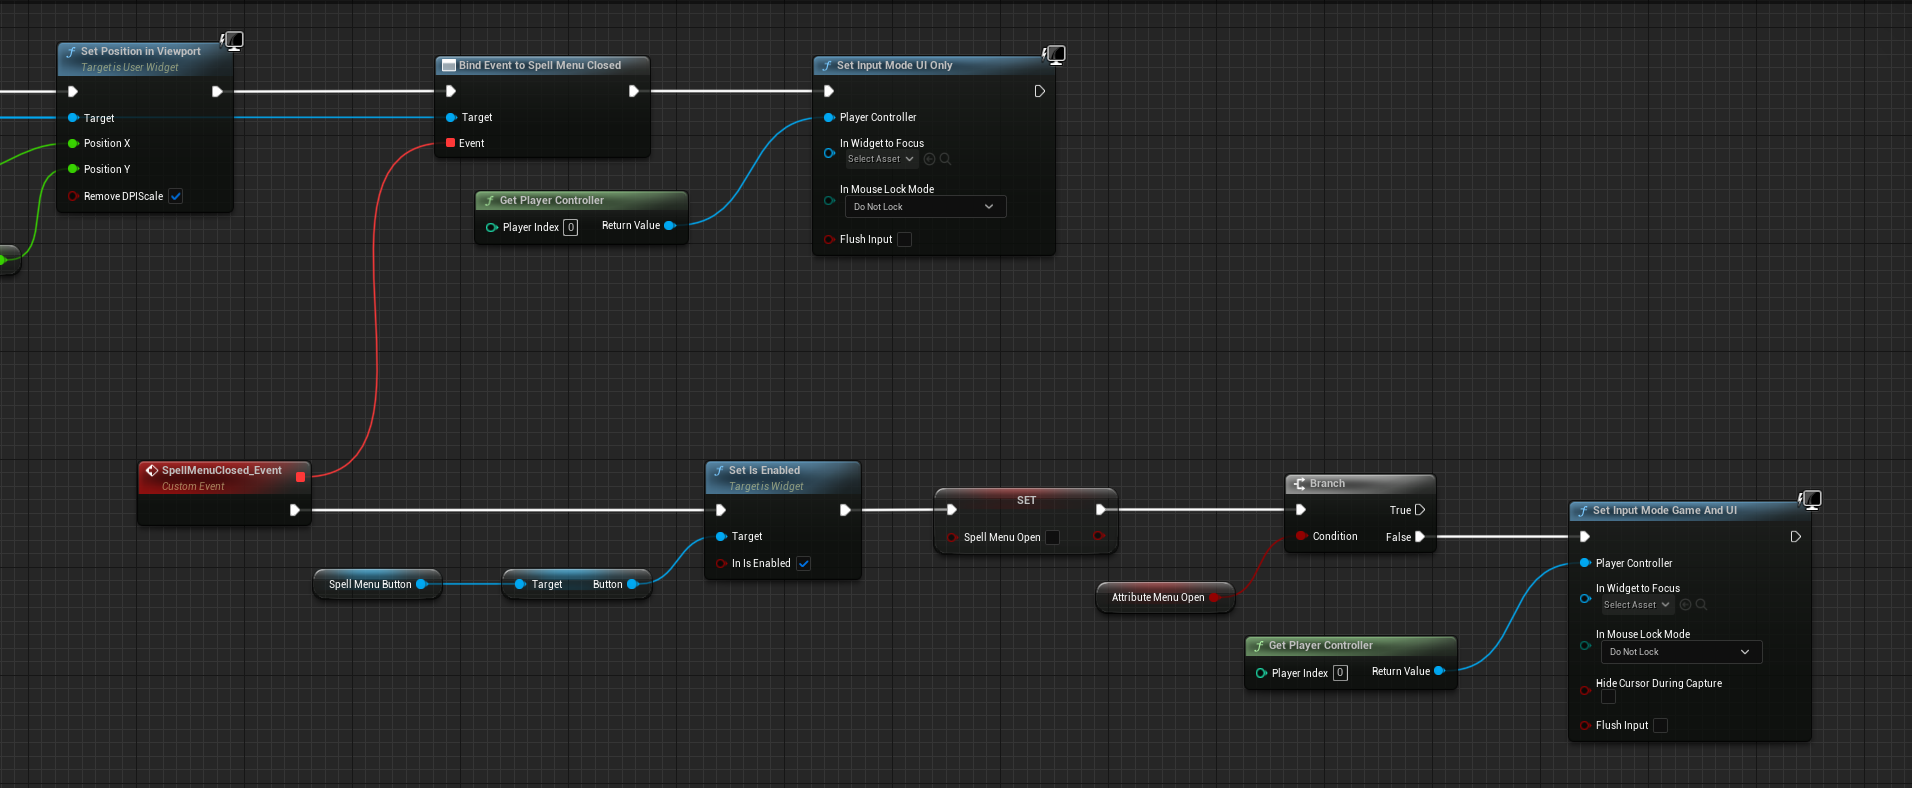 Set Position in Viewport
Target is User Widget
Target
Position X
Position Y
Remove DPIScale
Bind Event to Spell Menu Closed
Target
Event
Get Player Controller
Player Index 0 Return Value
Set Input Mode UI Only
Player Controller
In Widget to Focus
Select Asset
In Mouse Lock Mode
Do Not Lock
Flush Input
SpellMenuClosed_Event
Custom Event
Spell Menu Button
Target Button
Set Is Enabled
Target is Widget
Target
In Is Enabled
SET
Spell Menu Open
Branch
True
Condition False
Attribute Menu Open
Get Player Controller
Player Index 0 Return Value
Set Input Mode Game And UI
Player Controller
In Widget to Focus
Select Asset
In Mouse Lock Mode
Do Not Lock
Hide Cursor During Capture
Flush Input